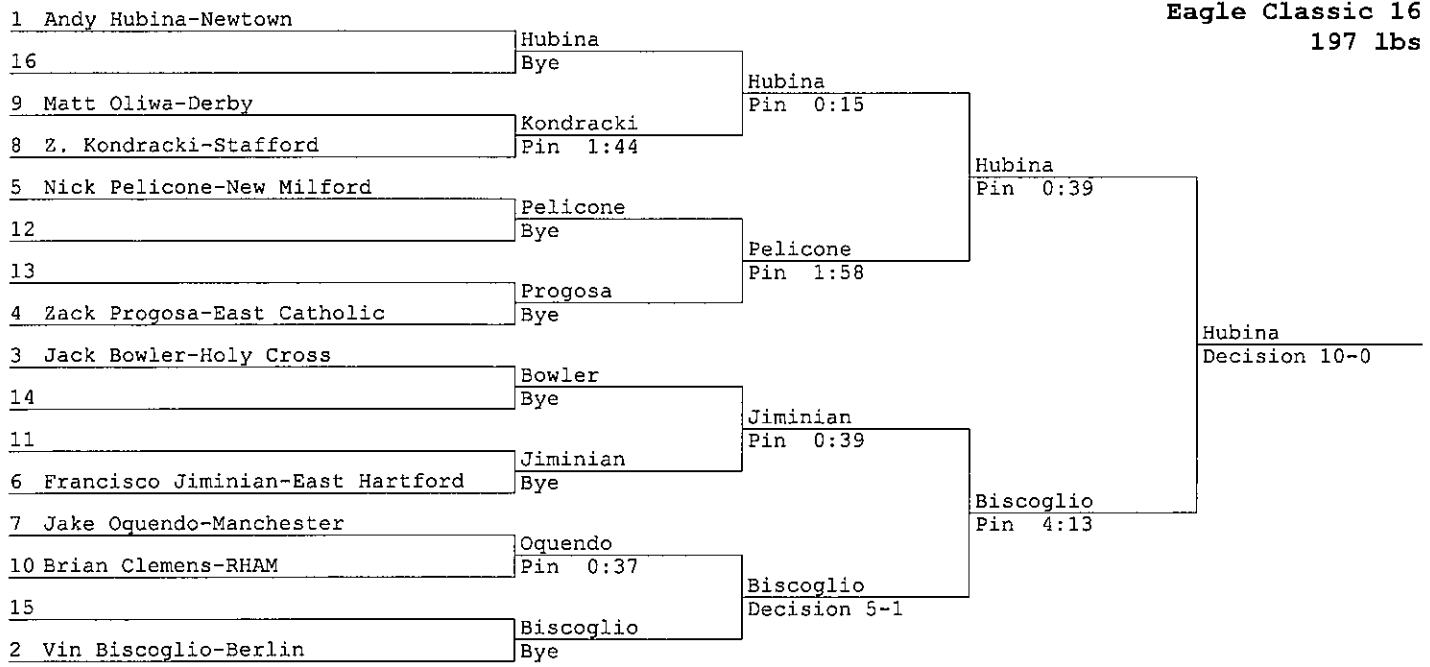 Eagle Classic 16
197 lbs
1 Andy Hubina-Newtown
Hubina
16
Bye
Hubina
9 Matt Oliwa-Derby
Pin 0:15
Kondracki
8 Z. Kondracki-Stafford
Pin 1:44
Hubina
5 Nick Pelicone-New Milford
Pin 0:39
Pelicone
12
Bye
Pelicone
13
Pin 1:58
Progosa
4 Zack Progosa-East Catholic
Bye
Hubina
3 Jack Bowler-Holy Cross
Decision 10-0
Bowler
14
Bye
Jiminian
11
Pin 0:39
Jiminian
6 Francisco Jiminian-East Hartford
Bye
Biscoglio
7 Jake Oquendo-Manchester
Pin 4:13
Oquendo
10 Brian Clemens-RHAM
Pin 0:37
Biscoglio
15
Decision 5-1
Biscoglio
2 Vin Biscoglio-Berlin
Bye